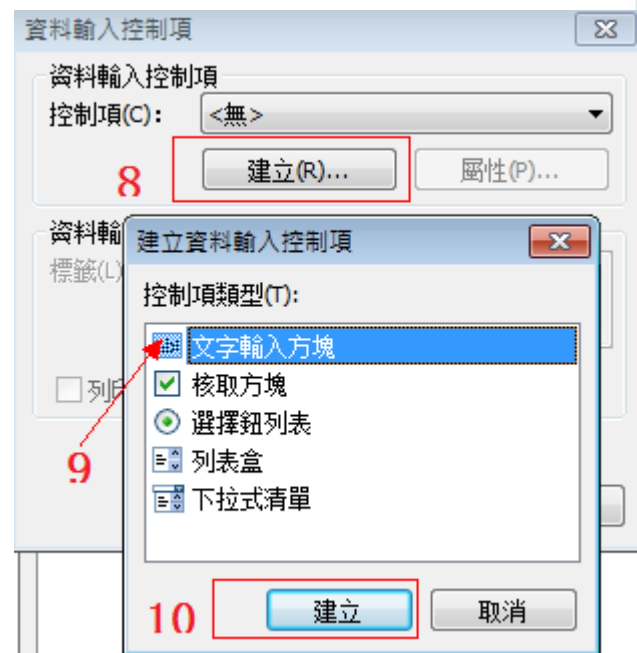 資料輸入控制項
資料輸入控制項
控制項(C): <無>
8 建立(R)... 屬性(P)...
資料輸
標籤(L)
列印
9
建立資料輸入控制項
控制項類型(T):
文字輸入方塊
核取方塊
選擇鈕列表
列表盒
下拉式清單
10 建立 取消